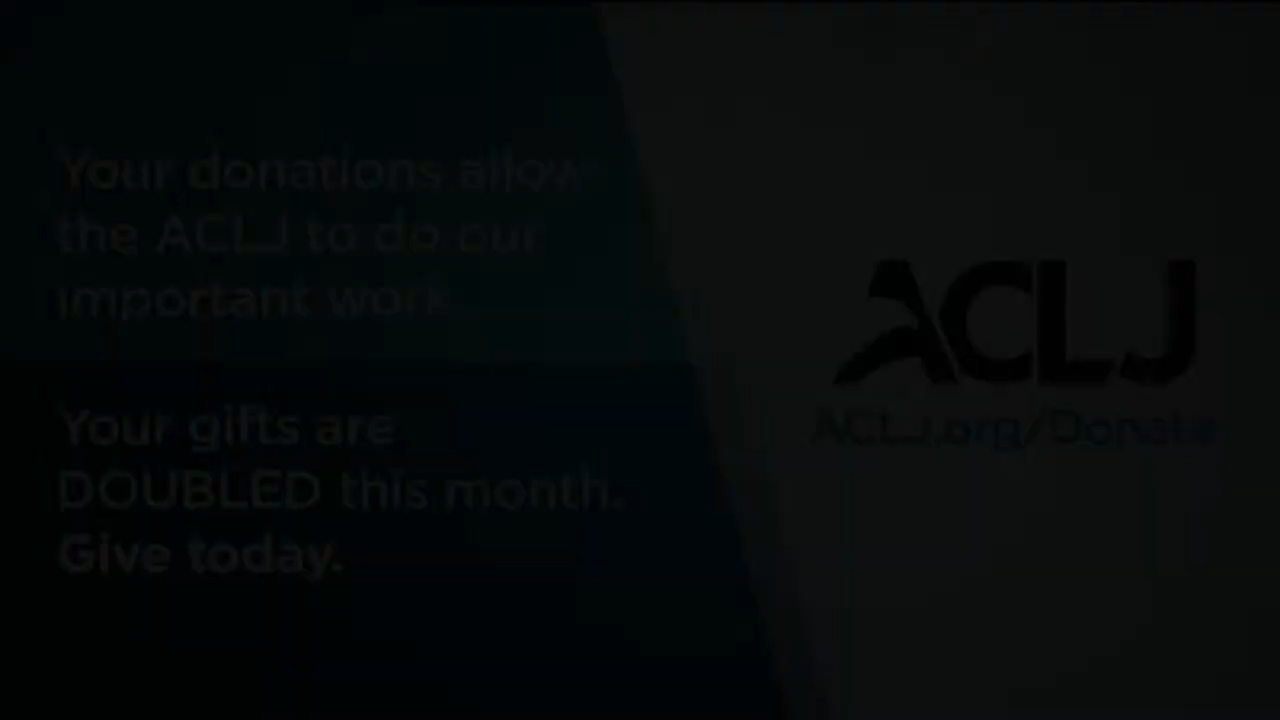 Your donations allow
the ACLJ to do our
important work.
Your gifts are
DOUBLED this month.
Give today.
ACLJ
ACLJ.org/Donate